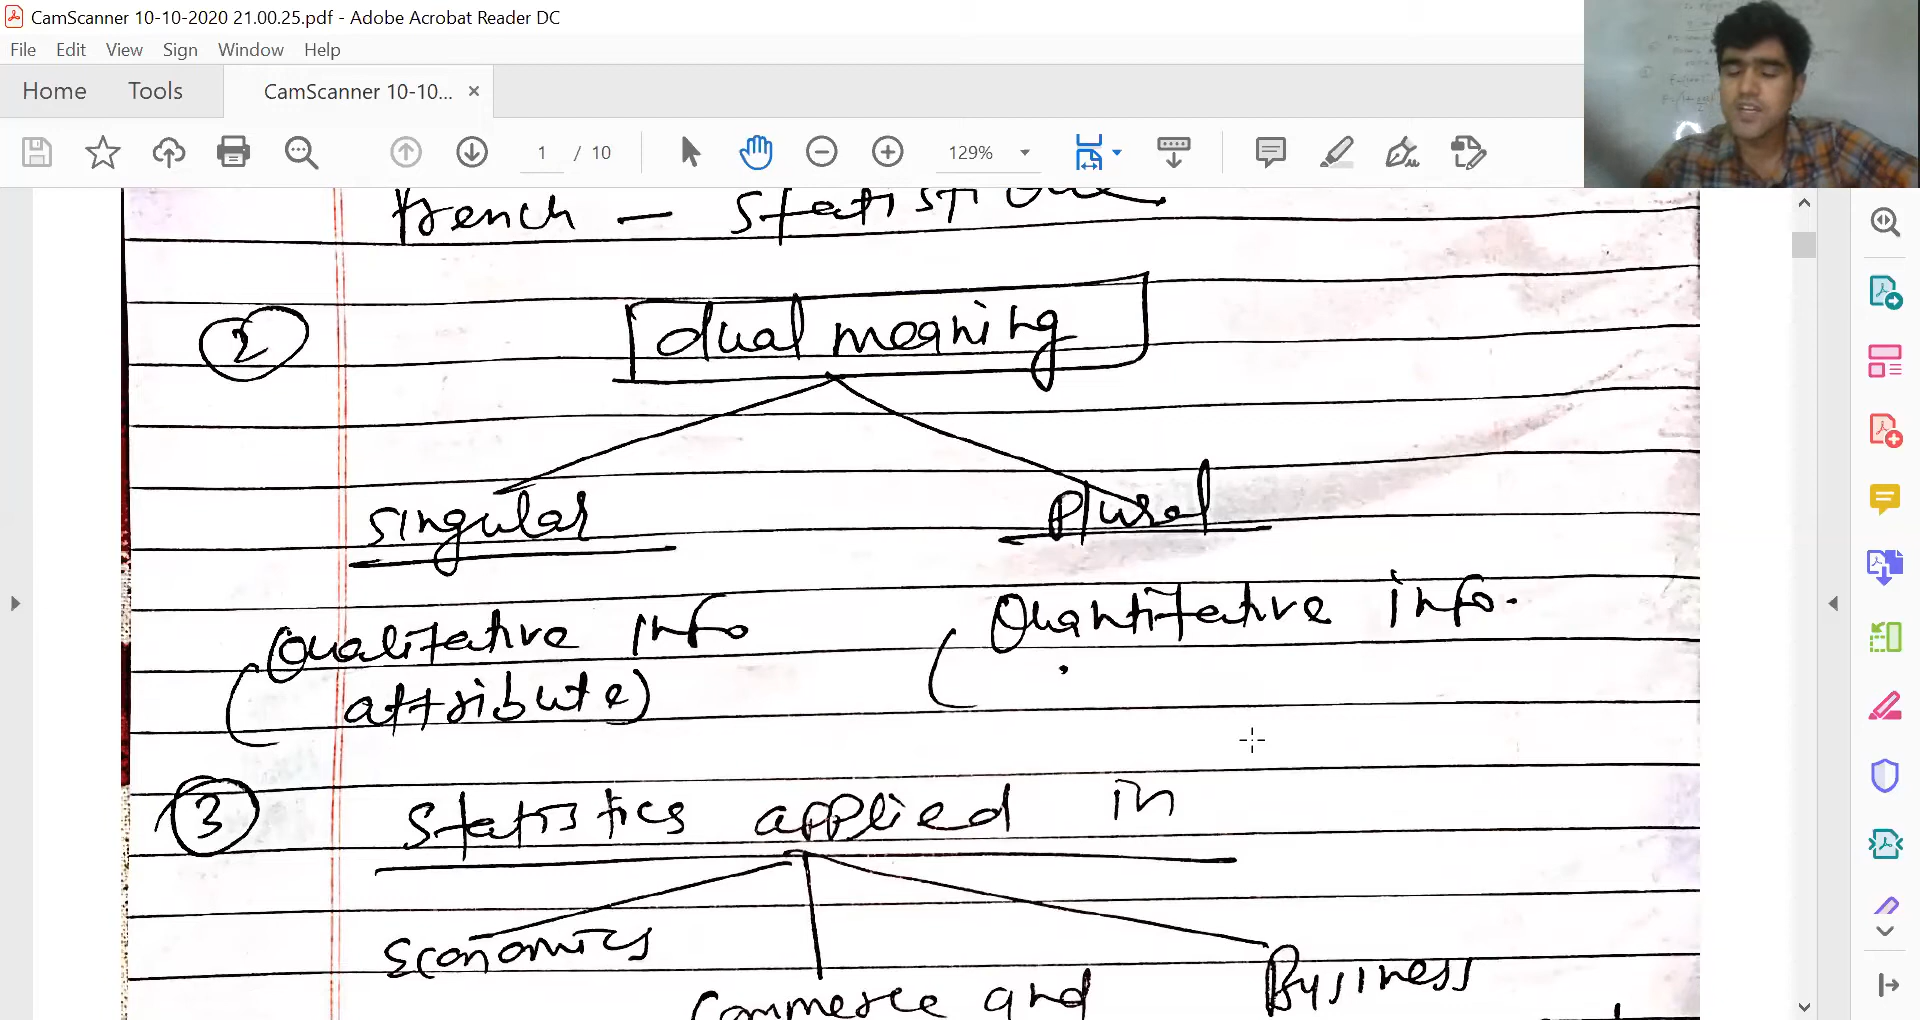 CamScanner 10-10-2020 21.00.25.pdf - Adobe Acrobat Reader DC
File Edit View Sign Window Help
Home Tools CamScanner 10-10... ×
1 / 10 129%
French — Statistique
2 dual meaning
singular Plural
(Qualitative info Quantitative info.
attribute)
3 Statistics applied in
Economics
Commerce and Business